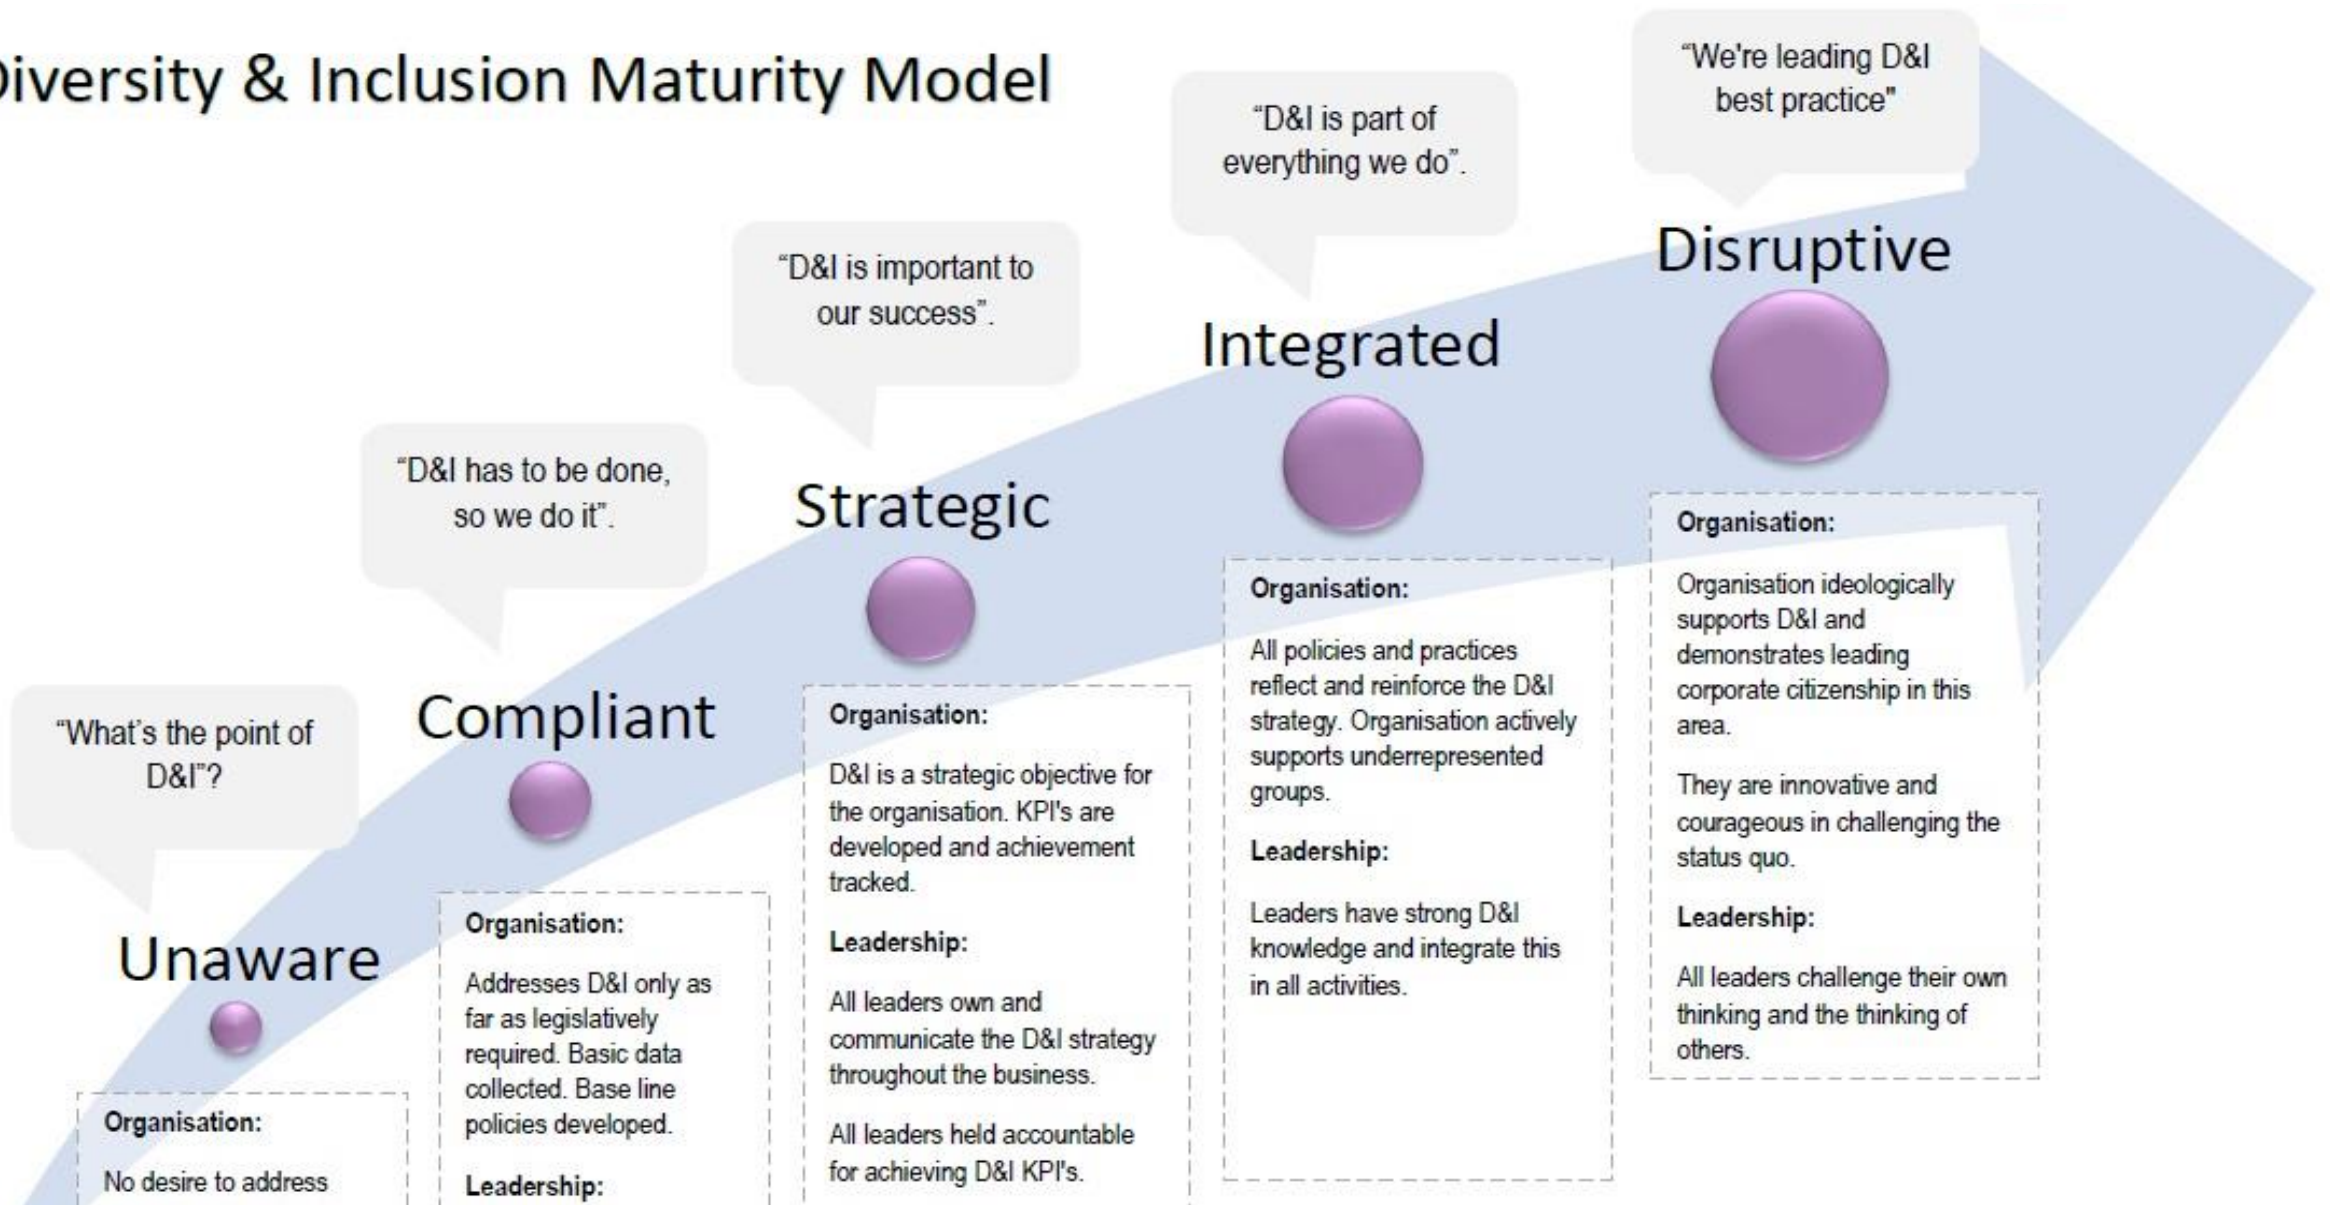 Diversity & Inclusion Maturity Model
“What’s the point of
D&I”?
Unaware
Organisation:
No desire to address
“D&I has to be done,
so we do it”.
Compliant
Organisation:
Addresses D&I only as
far as legislatively
required. Basic data
collected. Base line
policies developed.
Leadership:
“D&I is important to
our success”.
Strategic
Organisation:
D&I is a strategic objective for
the organisation. KPI's are
developed and achievement
tracked.
Leadership:
All leaders own and
communicate the D&I strategy
throughout the business.
All leaders held accountable
for achieving D&I KPI's.
“D&I is part of
everything we do”.
Integrated
Organisation:
All policies and practices
reflect and reinforce the D&I
strategy. Organisation actively
supports underrepresented
groups.
Leadership:
Leaders have strong D&I
knowledge and integrate this
in all activities.
“We're leading D&I
best practice"
Disruptive
Organisation:
Organisation ideologically
supports D&I and
demonstrates leading
corporate citizenship in this
area.
They are innovative and
courageous in challenging the
status quo.
Leadership:
All leaders challenge their own
thinking and the thinking of
others.